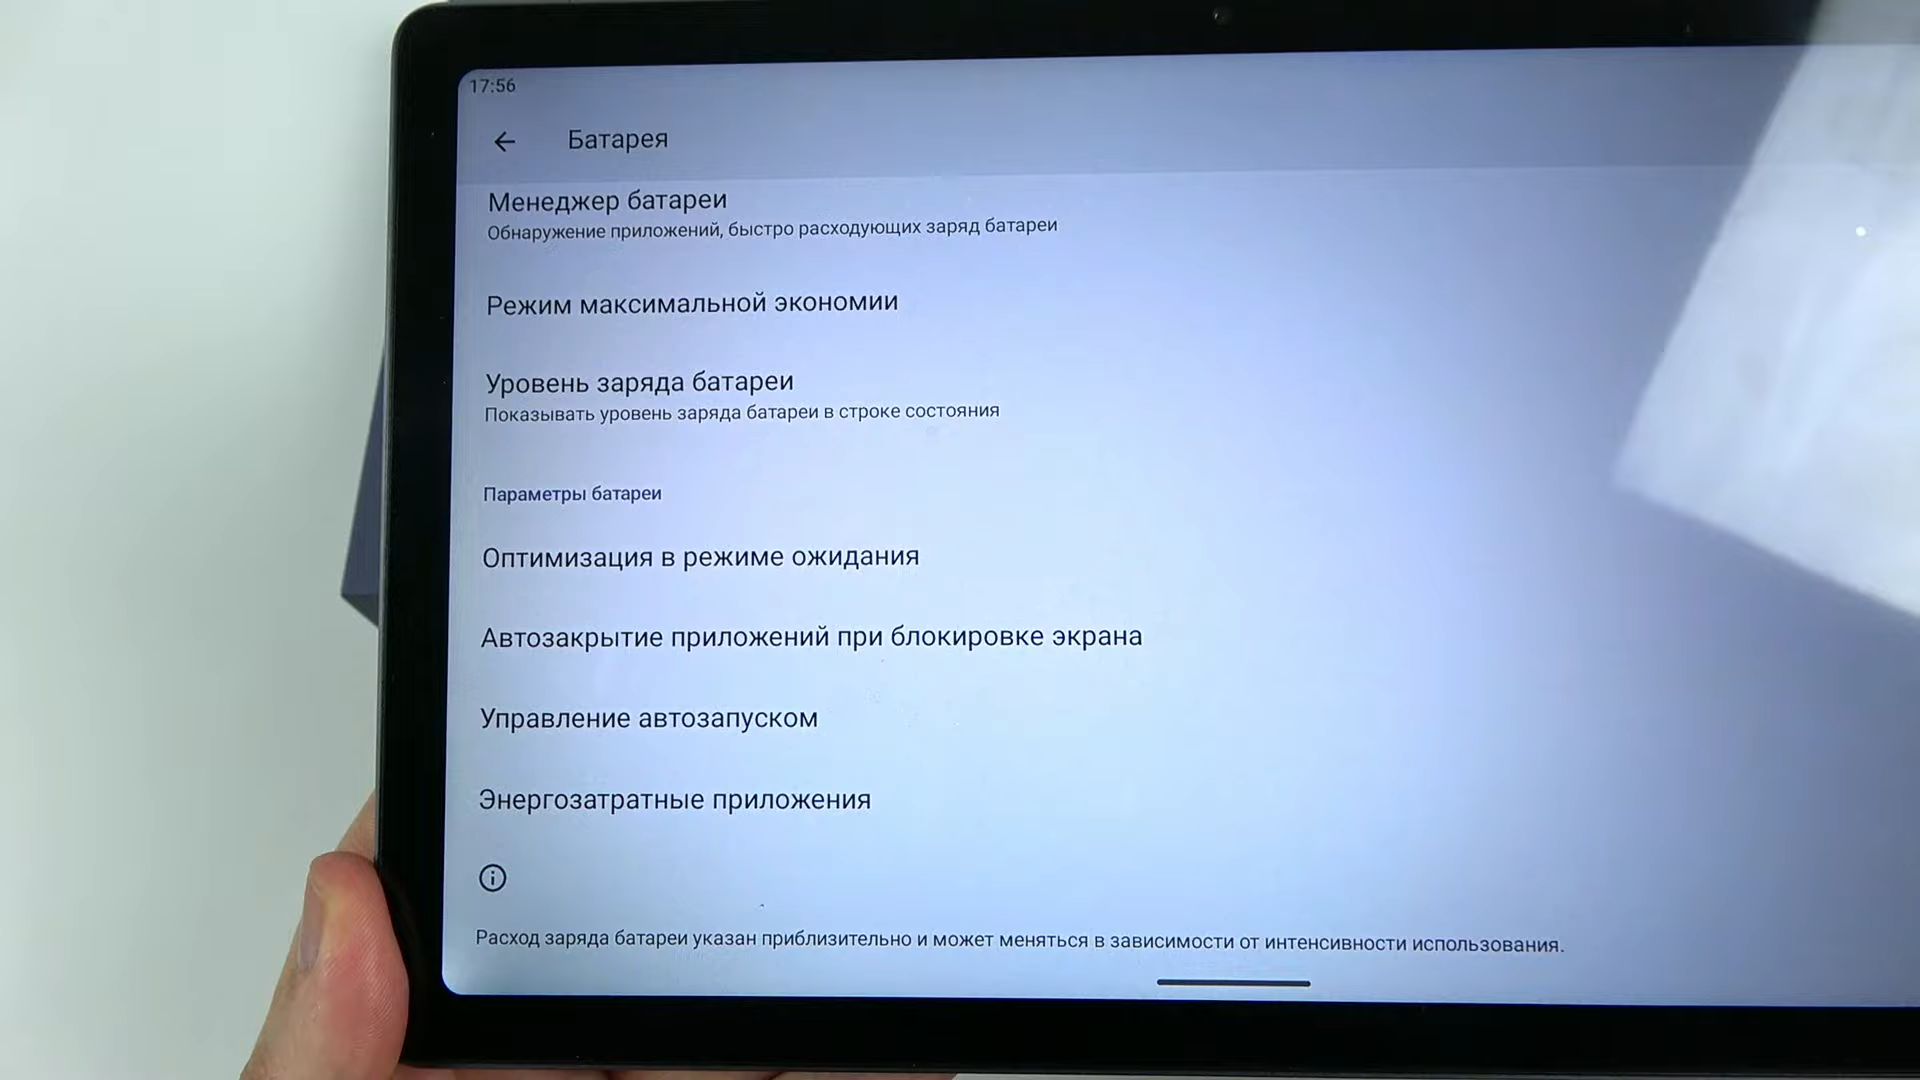 17:56
Батарея
Менеджер батареи
Обнаружение приложений, быстро расходующих заряд батареи
Режим максимальной экономии
Уровень заряда батареи
Показывать уровень заряда батареи в строке состояния
Параметры батареи
Оптимизация в режиме ожидания
Автозакрытие приложений при блокировке экрана
Управление автозапуском
Энергозатратные приложения
Расход заряда батареи указан приблизительно и может меняться в зависимости от интенсивности использования.